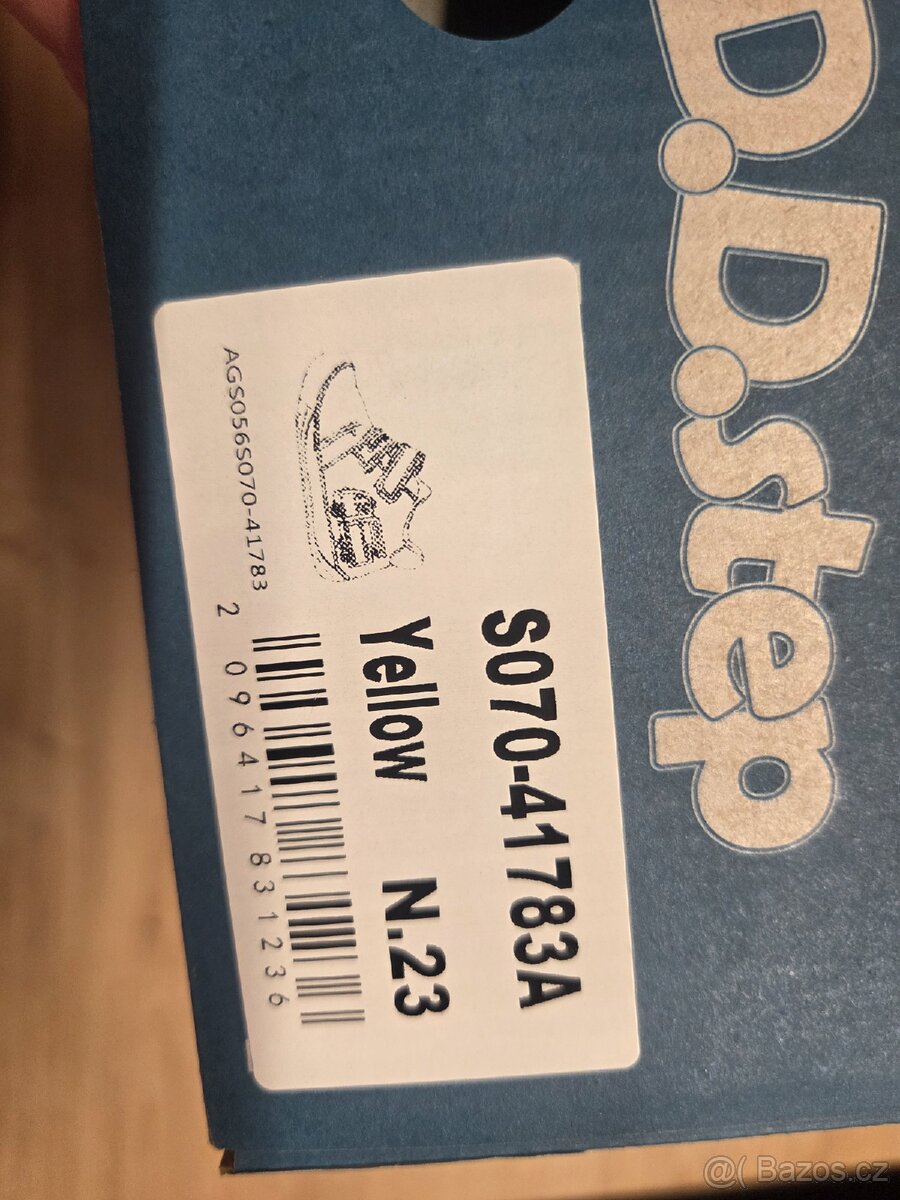 D.D.step
S070-41783A
Yellow N.23
AGS056S070-41783
2 096417 831236
@( Bazos.cz